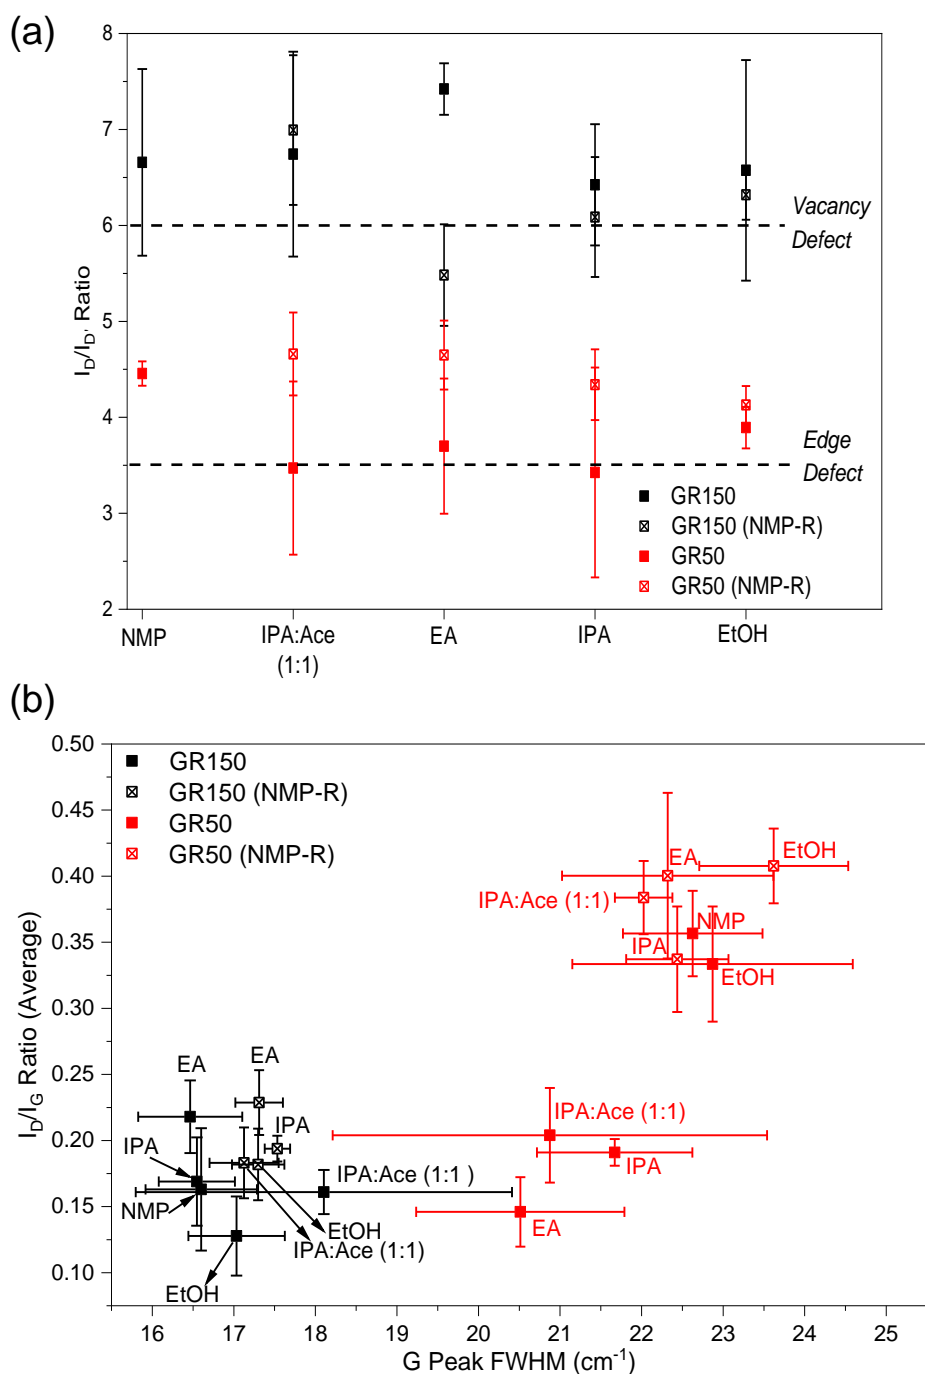 (a)
8
7
6
5
4
3
2
I_D/I_D' Ratio
Vacancy
Defect
Edge
Defect
GR150
GR150 (NMP-R)
GR50
GR50 (NMP-R)
NMP
IPA:Ace
(1:1)
EA
IPA
EtOH
(b)
0.50
0.45
0.40
0.35
0.30
0.25
0.20
0.15
0.10
I_D/I_G Ratio (Average)
GR150
GR150 (NMP-R)
GR50
GR50 (NMP-R)
EtOH
EA
IPA:Ace (1:1)
NMP
IPA
EtOH
EA
EA
IPA
IPA
IPA:Ace (1:1)
IPA
IPA:Ace (1:1 )
NMP
EtOH
EA
IPA:Ace (1:1)
EtOH
16 17 18 19 20 21 22 23 24 25
G Peak FWHM (cm⁻¹)